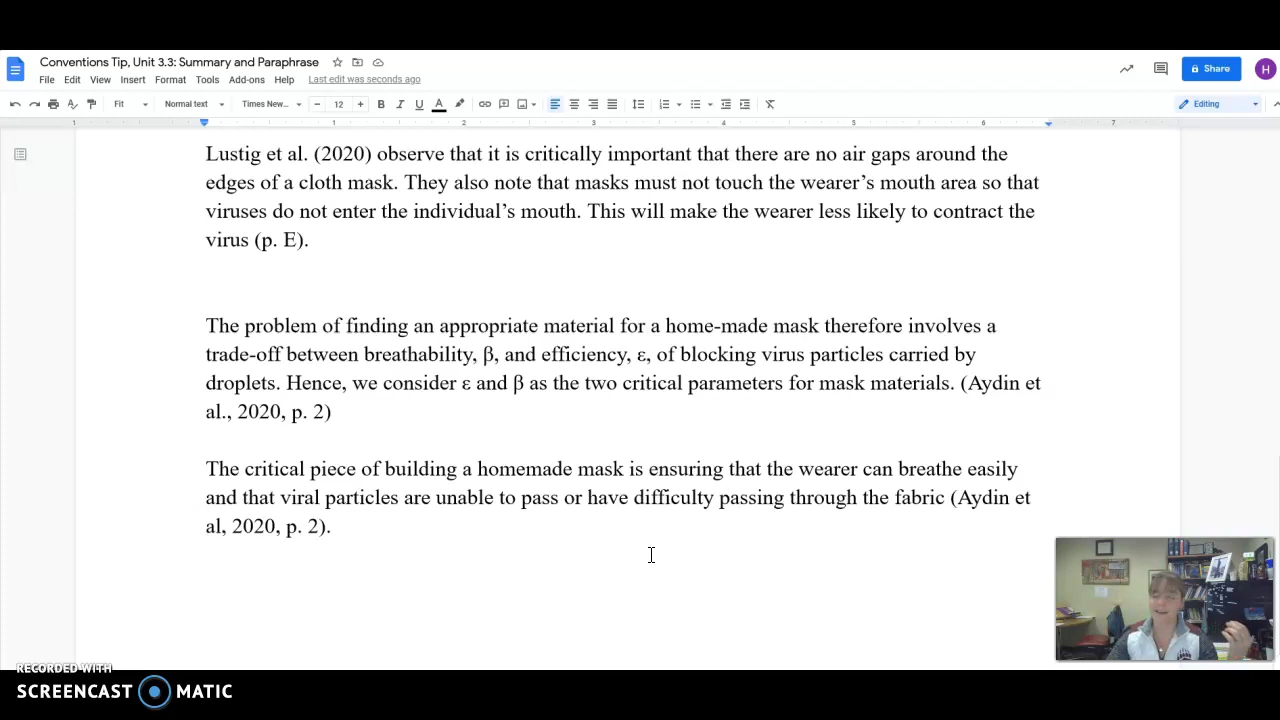 Conventions Tip, Unit 3.3: Summary and Paraphrase
File Edit View Insert Format Tools Add-ons Help Last edit was seconds ago
Share
H
Fit Normal text Times New... 12 B I U A Editing
1 1 2 3 4 5 6 7
Lustig et al. (2020) observe that it is critically important that there are no air gaps around the
edges of a cloth mask. They also note that masks must not touch the wearer's mouth area so that
viruses do not enter the individual's mouth. This will make the wearer less likely to contract the
virus (p. E).
The problem of finding an appropriate material for a home-made mask therefore involves a
trade-off between breathability, β, and efficiency, ε, of blocking virus particles carried by
droplets. Hence, we consider ε and β as the two critical parameters for mask materials. (Aydin et
al., 2020, p. 2)
The critical piece of building a homemade mask is ensuring that the wearer can breathe easily
and that viral particles are unable to pass or have difficulty passing through the fabric (Aydin et
al, 2020, p. 2).
RECORDED WITH
SCREENCAST MATIC